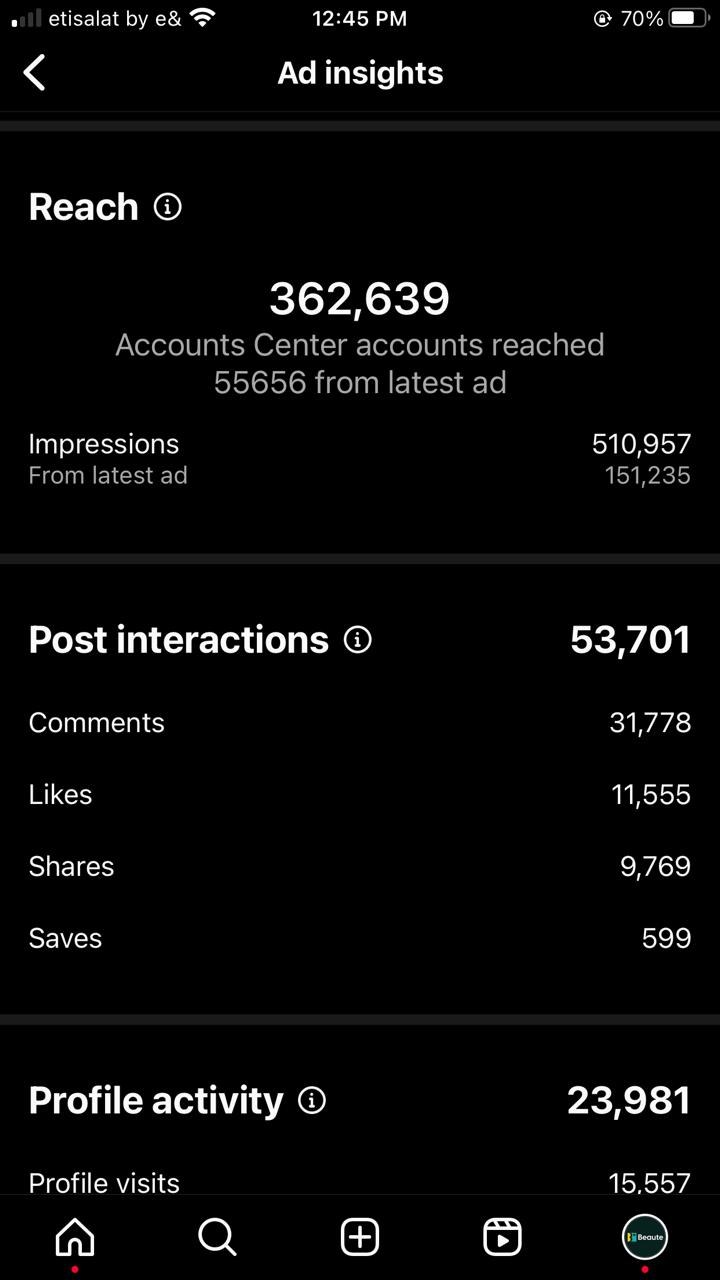 etisalat by e& 12:45 PM 70%
Ad insights
Reach
362,639
Accounts Center accounts reached
55656 from latest ad
Impressions 510,957
From latest ad 151,235
Post interactions 53,701
Comments 31,778
Likes 11,555
Shares 9,769
Saves 599
Profile activity 23,981
Profile visits 15,557
Beaute